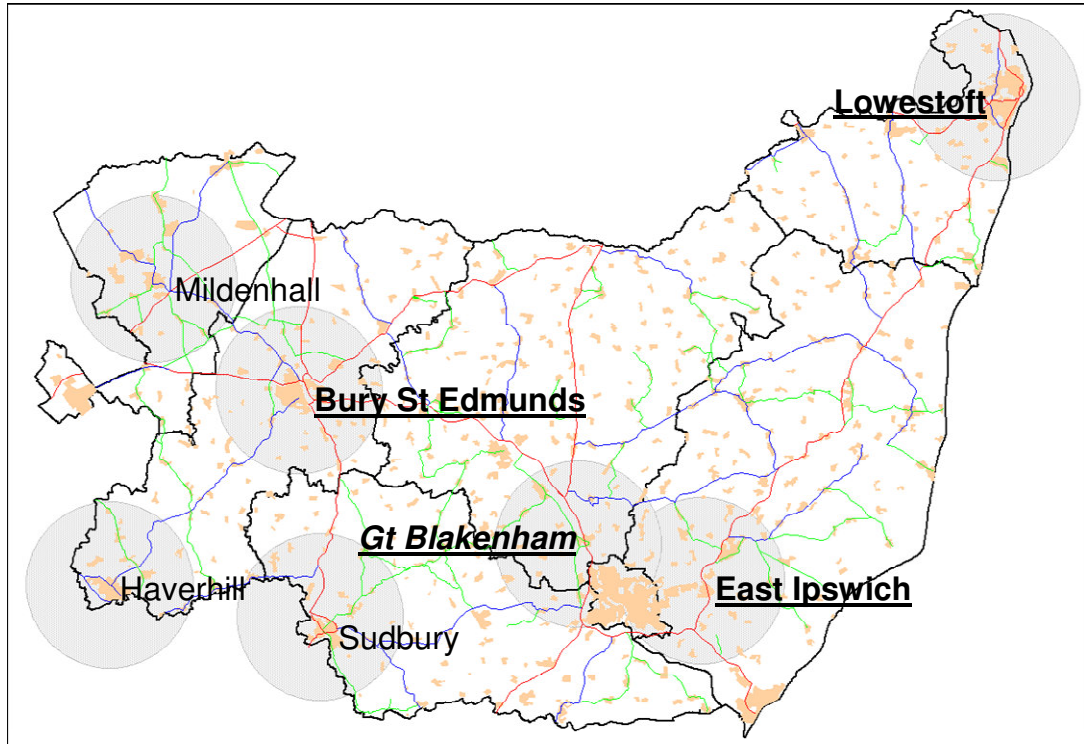 Lowestoft
Mildenhall
Bury St Edmunds
Gt Blakenham
Haverhill
East Ipswich
Sudbury